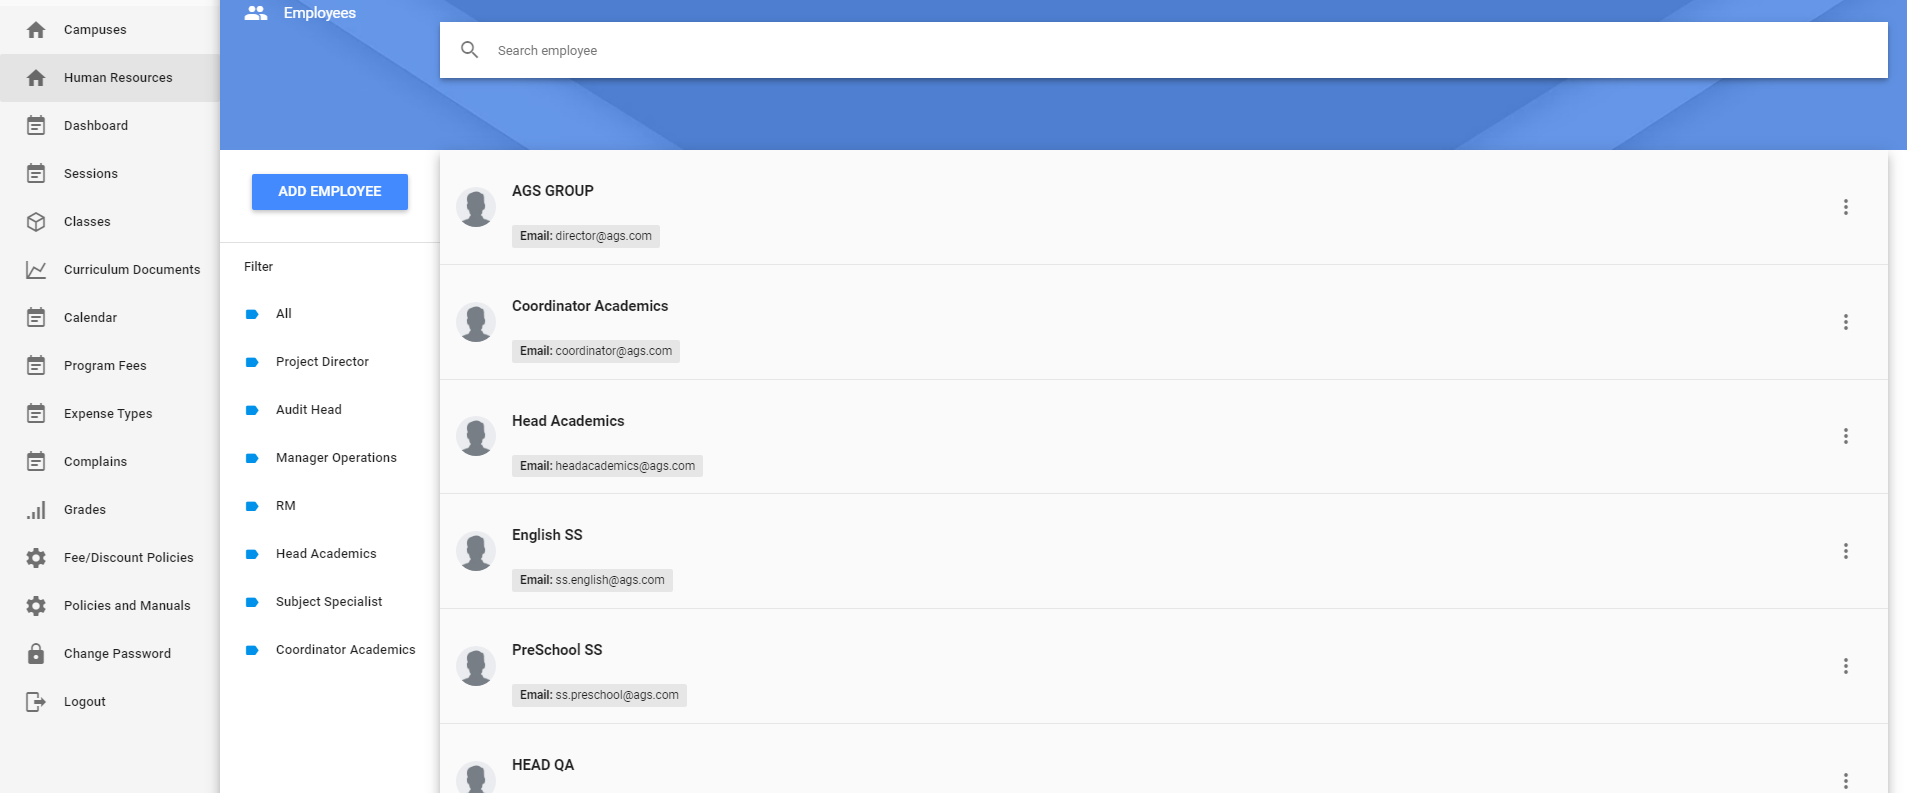 Campuses
Human Resources
Dashboard
Sessions
Classes
Curriculum Documents
Calendar
Program Fees
Expense Types
Complains
Grades
Fee/Discount Policies
Policies and Manuals
Change Password
Logout
Employees
Search employee
ADD EMPLOYEE
Filter
All
Project Director
Audit Head
Manager Operations
RM
Head Academics
Subject Specialist
Coordinator Academics
AGS GROUP
Email: director@ags.com
Coordinator Academics
Email: coordinator@ags.com
Head Academics
Email: headacademics@ags.com
English SS
Email: ss.english@ags.com
PreSchool SS
Email: ss.preschool@ags.com
HEAD QA